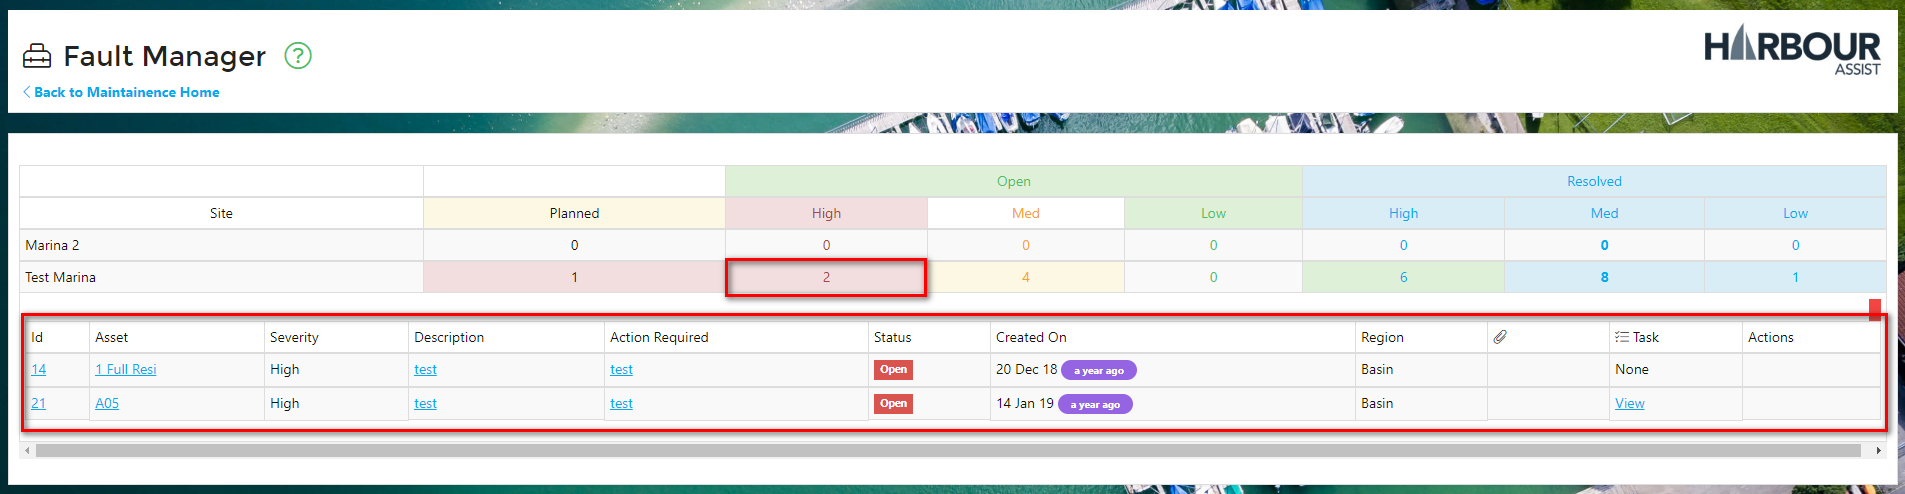 Fault Manager ?
HARBOUR
ASSIST
Back to Maintainence Home
Open Resolved
Site Planned High Med Low High Med Low
Marina 2 0 0 0 0 0 0 0
Test Marina 1 2 4 0 6 8 1
Id Asset Severity Description Action Required Status Created On Region Task Actions
14 1 Full Resi High test test Open 20 Dec 18 a year ago Basin None
21 A05 High test test Open 14 Jan 19 a year ago Basin View